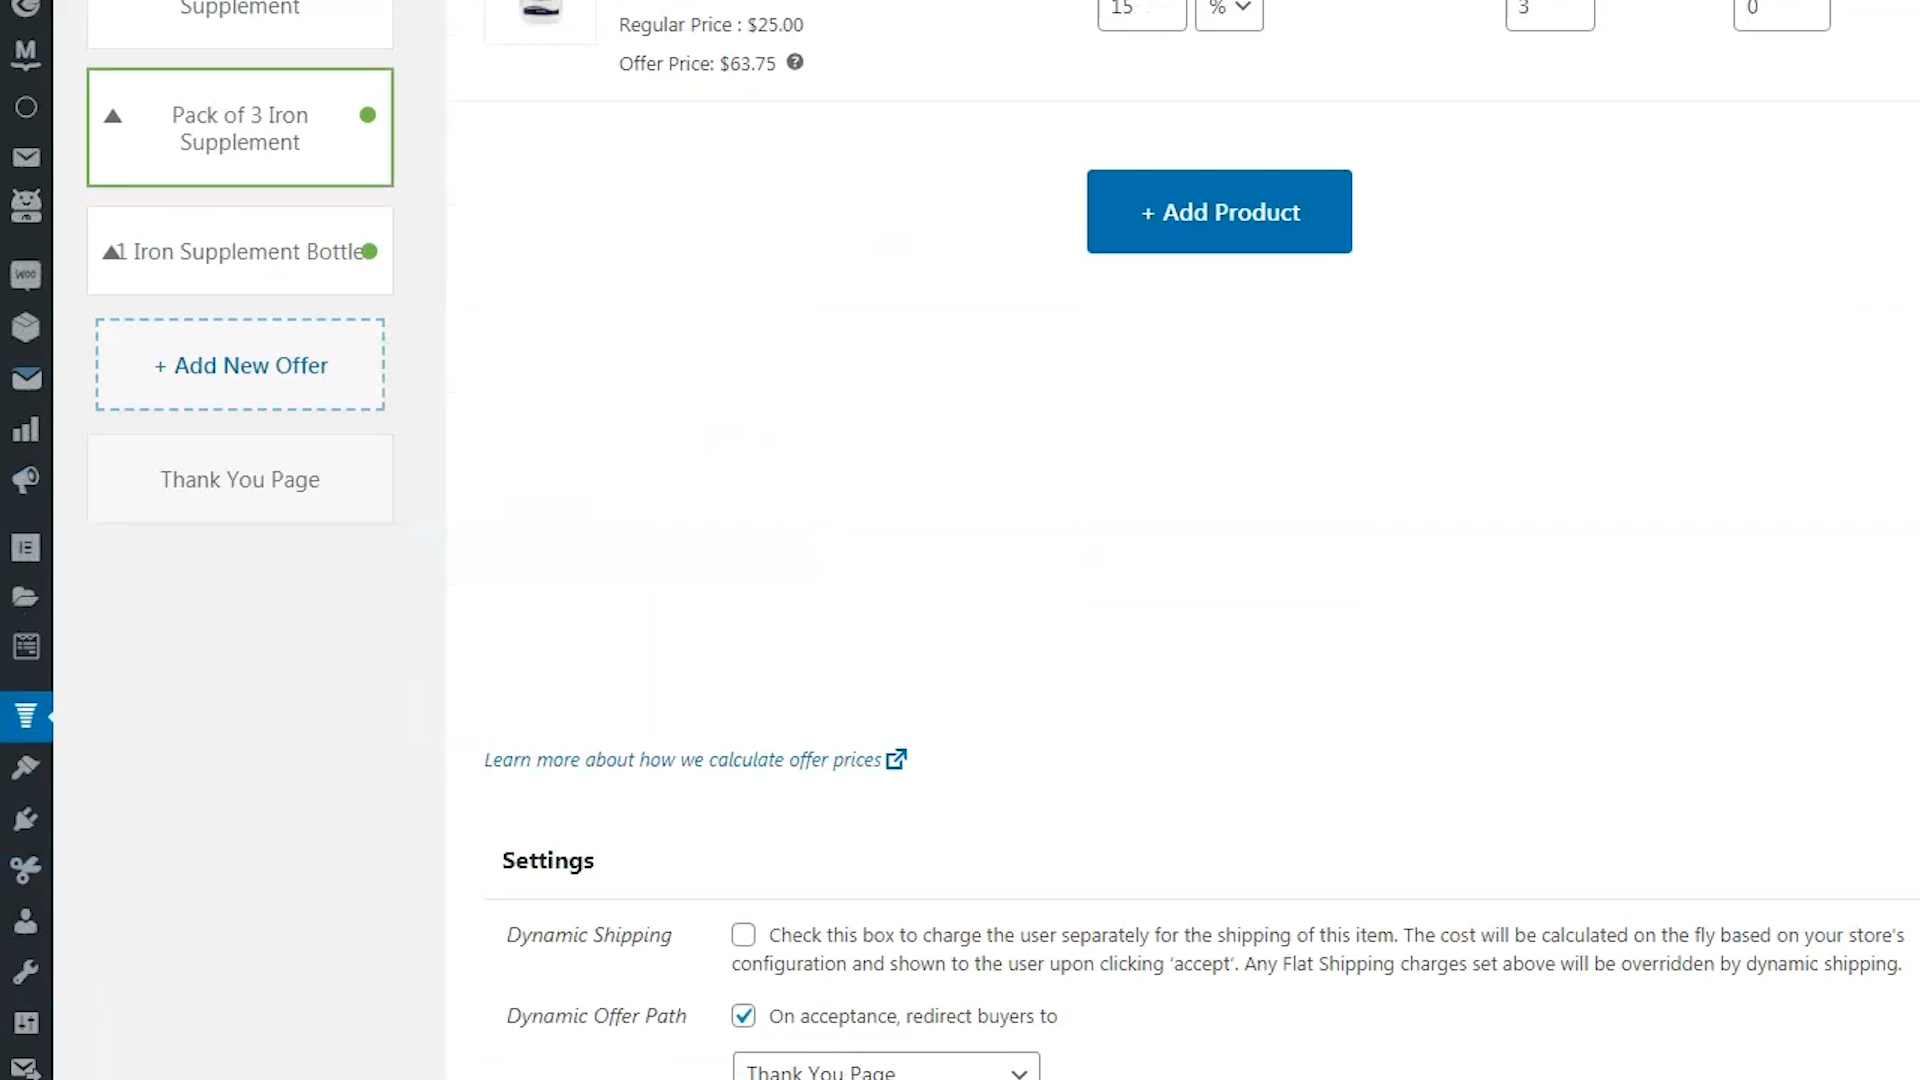 Supplement
Pack of 3 Iron
Supplement
1 Iron Supplement Bottle
+ Add New Offer
Thank You Page
M
Woo
Regular Price : $25.00
Offer Price: $63.75 ?
15
%
3
0
+ Add Product
Learn more about how we calculate offer prices
Settings
Dynamic Shipping
Check this box to charge the user separately for the shipping of this item. The cost will be calculated on the fly based on your store's
configuration and shown to the user upon clicking ‘accept’. Any Flat Shipping charges set above will be overridden by dynamic shipping.
Dynamic Offer Path
On acceptance, redirect buyers to
Thank You Page